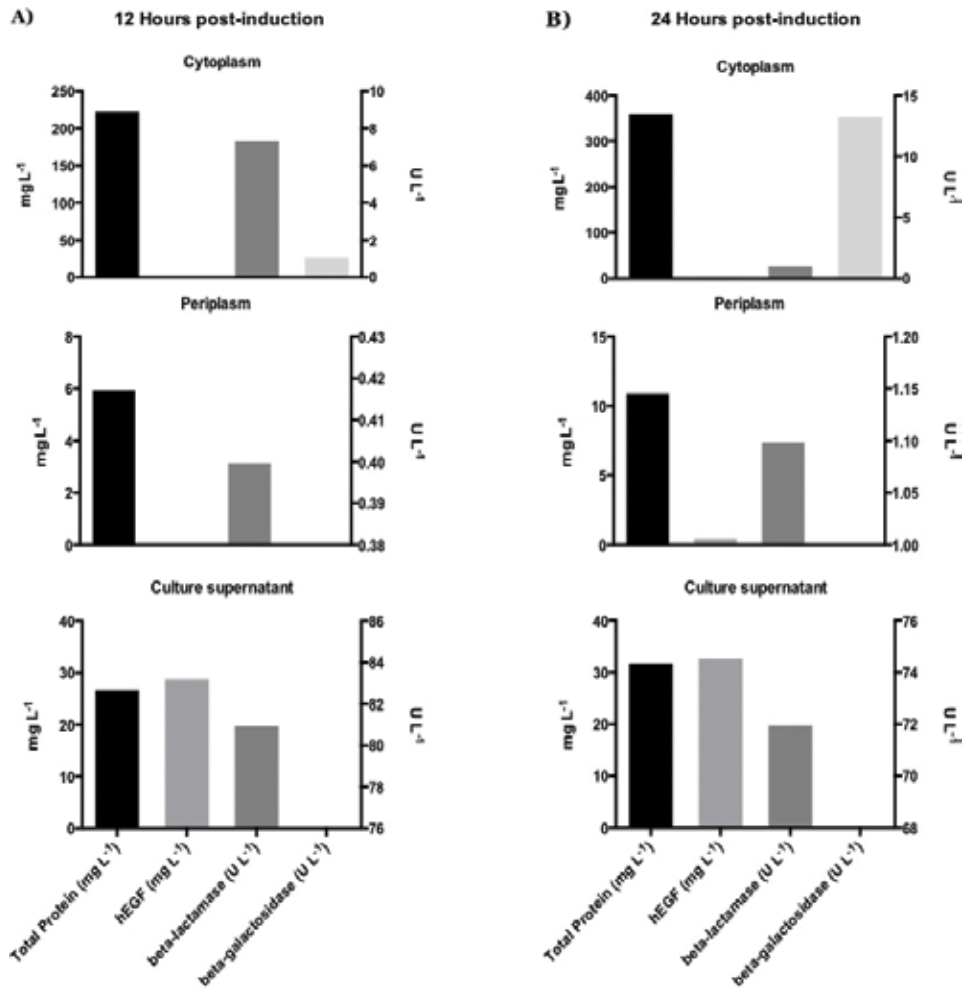 A) 12 Hours post-induction
Cytoplasm
250
200
150
100
50
0
mg L-1
10
8
6
4
2
0
U L-1
Periplasm
8
6
4
2
0
mg L-1
0.43
0.42
0.41
0.40
0.39
0.38
U L-1
Culture supernatant
40
30
20
10
0
mg L-1
86
84
82
80
78
76
U L-1
Total Protein (mg L-1)
hEGF (mg L-1)
beta-lactamase (U L-1)
beta-galactosidase (U L-1)
B) 24 Hours post-induction
Cytoplasm
400
300
200
100
0
mg L-1
15
10
5
0
U L-1
Periplasm
15
10
5
0
mg L-1
1.20
1.15
1.10
1.05
1.00
U L-1
Culture supernatant
40
30
20
10
0
mg L-1
76
74
72
70
68
U L-1
Total Protein (mg L-1)
hEGF (mg L-1)
beta-lactamase (U L-1)
beta-galactosidase (U L-1)